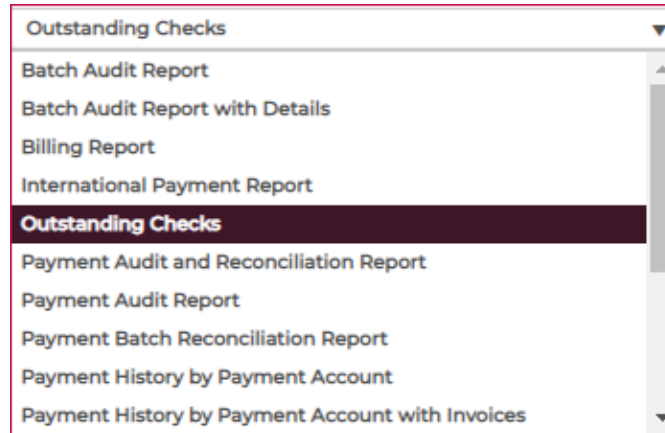 Outstanding Checks
Batch Audit Report
Batch Audit Report with Details
Billing Report
International Payment Report
Outstanding Checks
Payment Audit and Reconciliation Report
Payment Audit Report
Payment Batch Reconciliation Report
Payment History by Payment Account
Payment History by Payment Account with Invoices